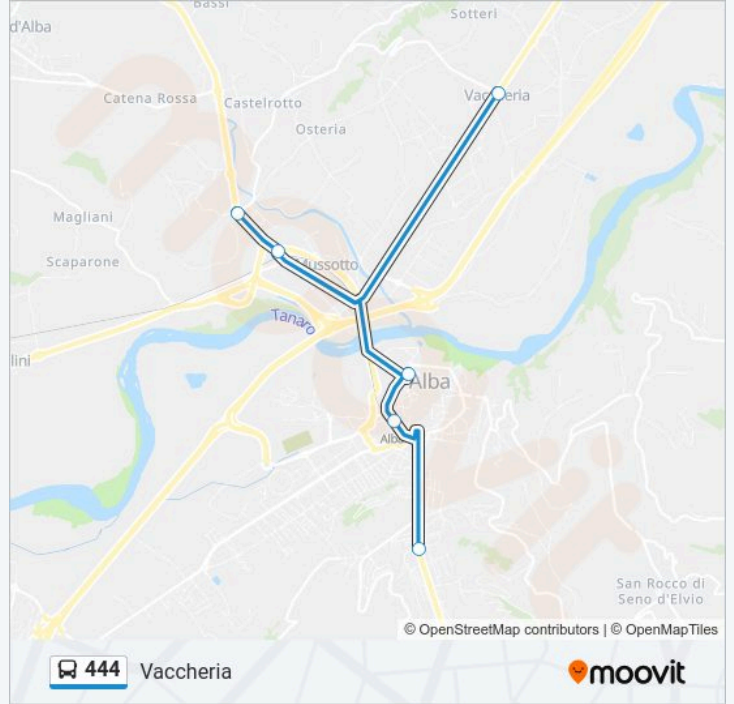 Bassi
d'Alba
Sotteri
Catena Rossa
Castelrotto
Vaccheria
Osteria
Magliani
Scaparone
Mussotto
Tanaro
lini
Alba
Alba
San Rocco di
Seno d'Elvio
© OpenStreetMap contributors | © OpenMapTiles
444 Vaccheria
moovit